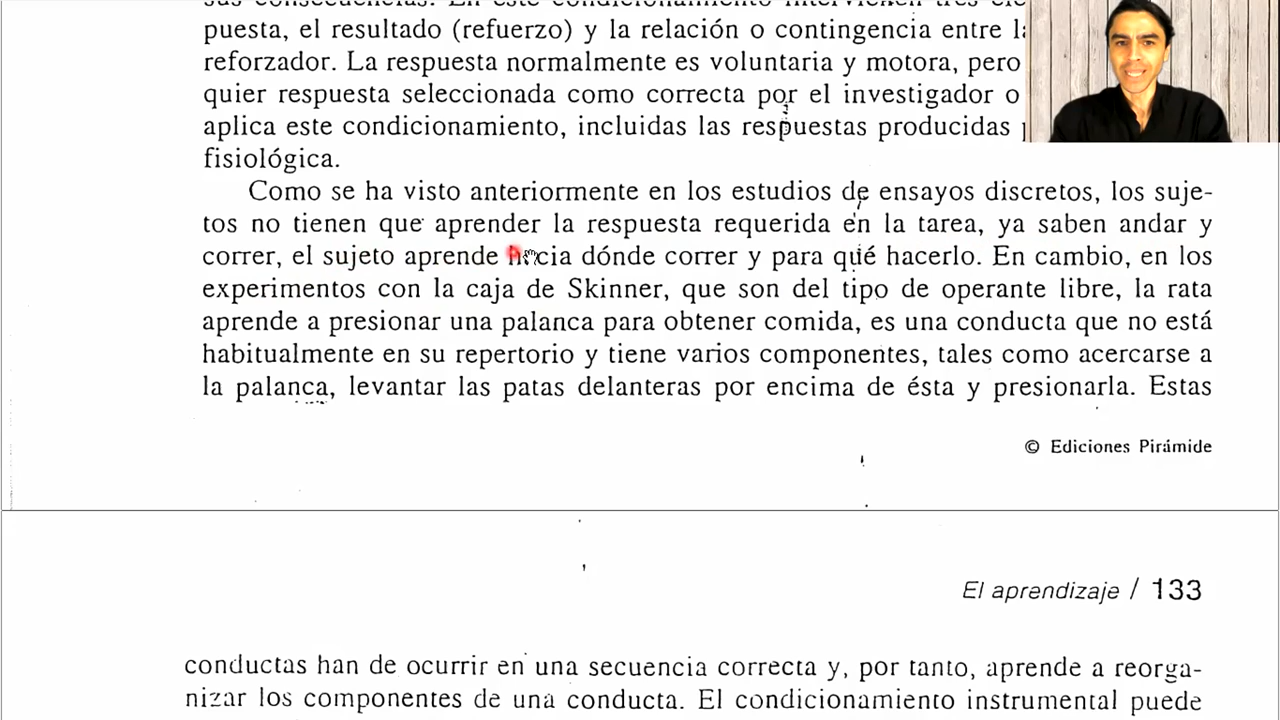 sus consecuencias. En este condicionamiento intervienen tres
puesta, el resultado (refuerzo) y la relación o contingencia entre
reforzador. La respuesta normalmente es voluntaria y motora, pero
quier respuesta seleccionada como correcta por el investigador o
aplica este condicionamiento, incluidas las respuestas producidas
fisiológica.
Como se ha visto anteriormente en los estudios de ensayos discretos, los suje-
tos no tienen que aprender la respuesta requerida en la tarea, ya saben andar y
correr, el sujeto aprende hacia dónde correr y para qué hacerlo. En cambio, en los
experimentos con la caja de Skinner, que son del tipo de operante libre, la rata
aprende a presionar una palanca para obtener comida, es una conducta que no está
habitualmente en su repertorio y tiene varios componentes, tales como acercarse a
la palanca, levantar las patas delanteras por encima de ésta y presionarla. Estas
© Ediciones Pirámide
El aprendizaje / 133
conductas han de ocurrir en una secuencia correcta y, por tanto, aprende a reorga-
nizar los componentes de una conducta. El condicionamiento instrumental puede